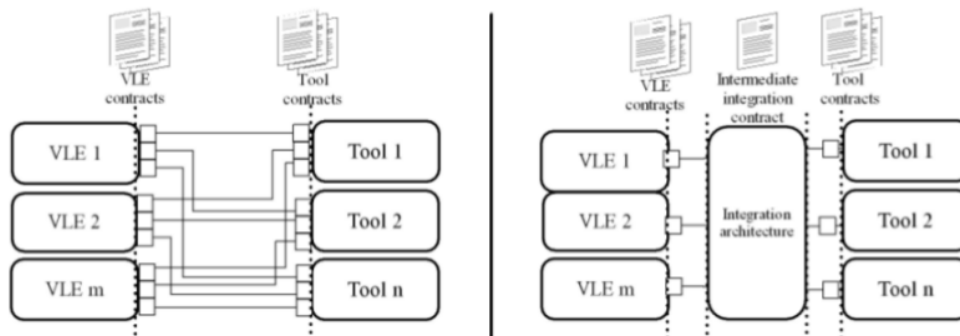 VLE
contracts
Tool
contracts
VLE 1
Tool 1
VLE 2
Tool 2
VLE m
Tool n
VLE
contracts
Intermediate
integration
contract
Tool
contracts
VLE 1
Tool 1
VLE 2
Integration
architecture
Tool 2
VLE m
Tool n